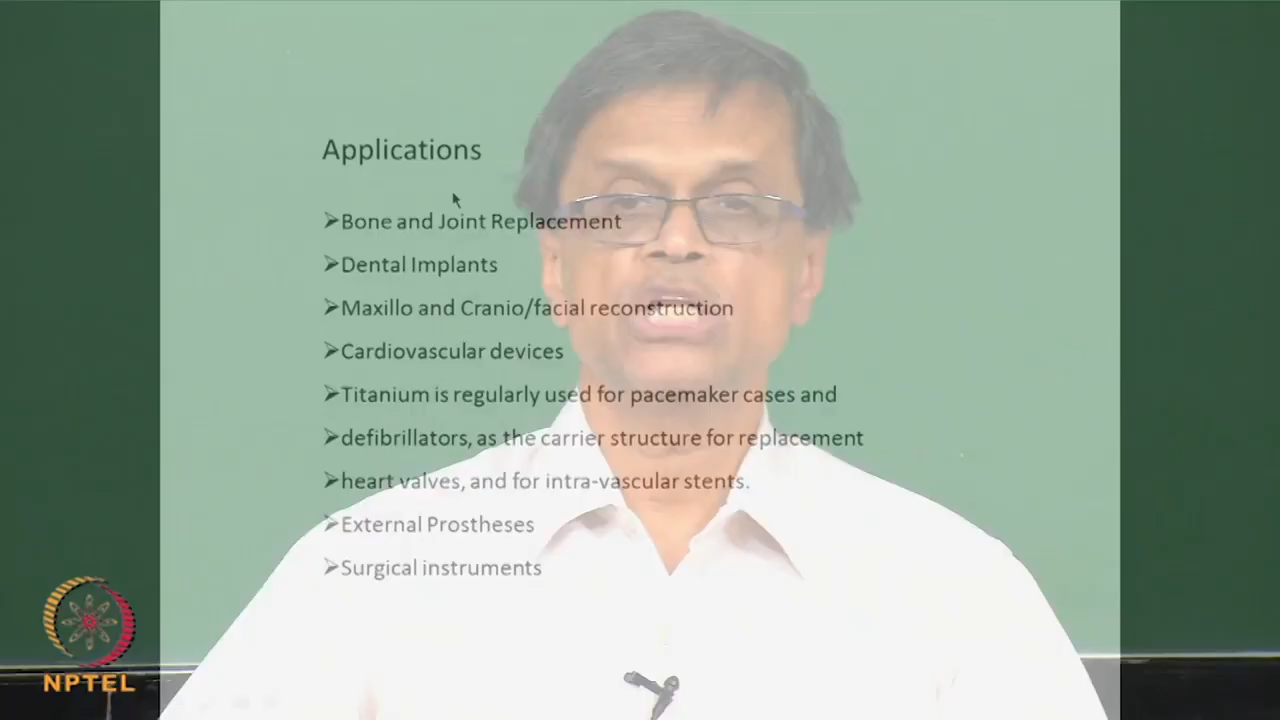 Applications
➢Bone and Joint Replacement
➢Dental Implants
➢Maxillo and Cranio/facial reconstruction
➢Cardiovascular devices
➢Titanium is regularly used for pacemaker cases and
➢defibrillators, as the carrier structure for replacement
➢heart valves, and for intra-vascular stents.
➢External Prostheses
➢Surgical instruments
NPTEL